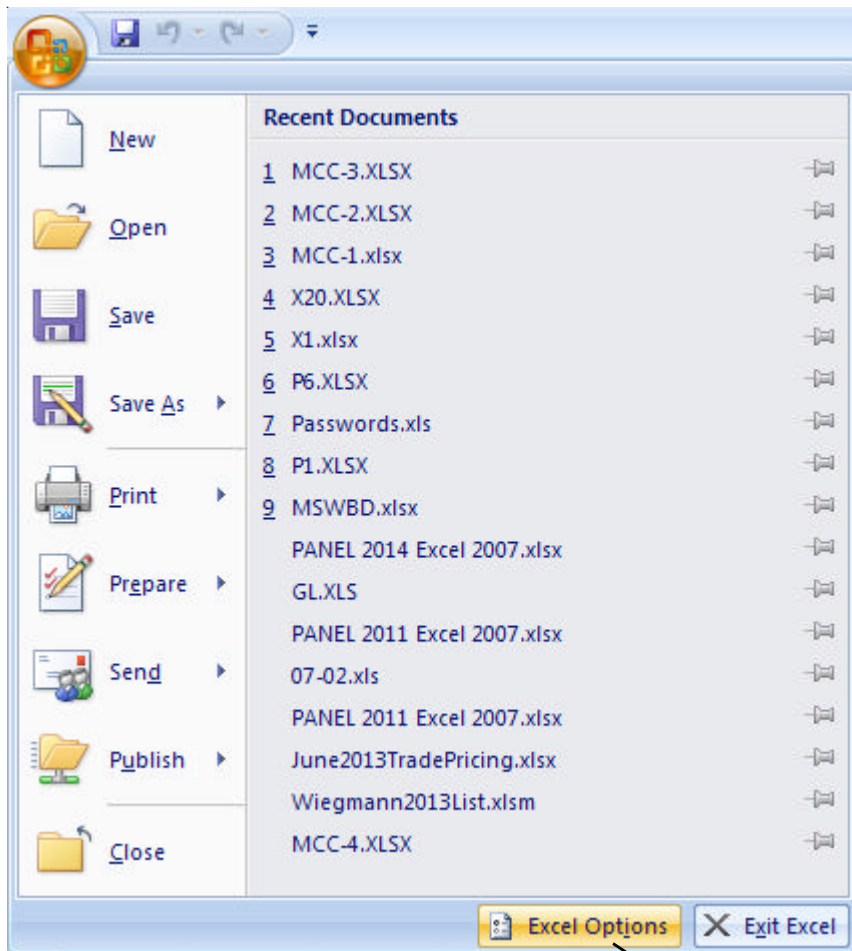 New
Open
Save
Save As
Print
Prepare
Send
Publish
Close
Recent Documents
1 MCC-3.XLSX
2 MCC-2.XLSX
3 MCC-1.xlsx
4 X20.XLSX
5 X1.xlsx
6 P6.XLSX
7 Passwords.xls
8 P1.XLSX
9 MSWBD.xlsx
PANEL 2014 Excel 2007.xlsx
GL.XLS
PANEL 2011 Excel 2007.xlsx
07-02.xls
PANEL 2011 Excel 2007.xlsx
June2013TradePricing.xlsx
Wiegmann2013List.xlsm
MCC-4.XLSX
Excel Options
Exit Excel